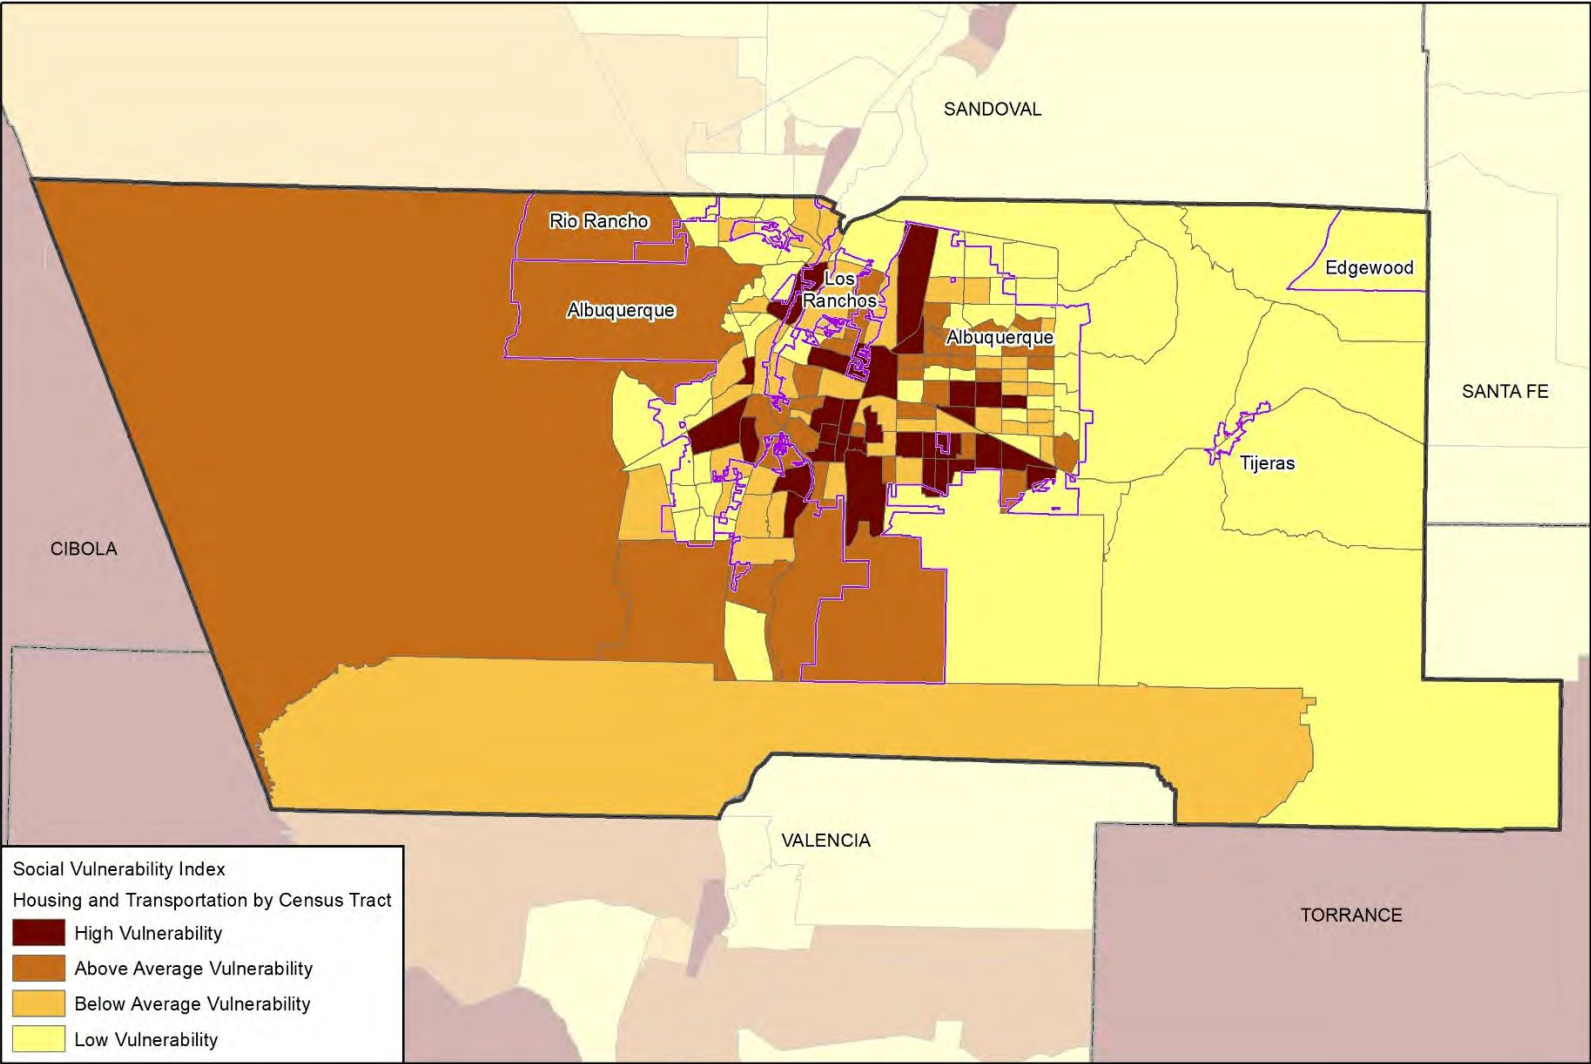 SANDOVAL
Rio Rancho
Edgewood
Los
Ranchos
Albuquerque
Albuquerque
SANTA FE
Tijeras
CIBOLA
VALENCIA
TORRANCE
Social Vulnerability Index
Housing and Transportation by Census Tract
High Vulnerability
Above Average Vulnerability
Below Average Vulnerability
Low Vulnerability